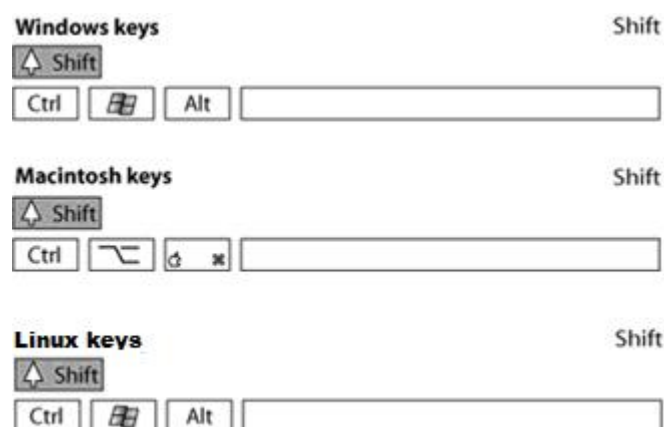 Windows keys Shift
Shift
Ctrl Alt
Macintosh keys Shift
Shift
Ctrl ⌥ ⌘
Linux keys Shift
Shift
Ctrl Alt